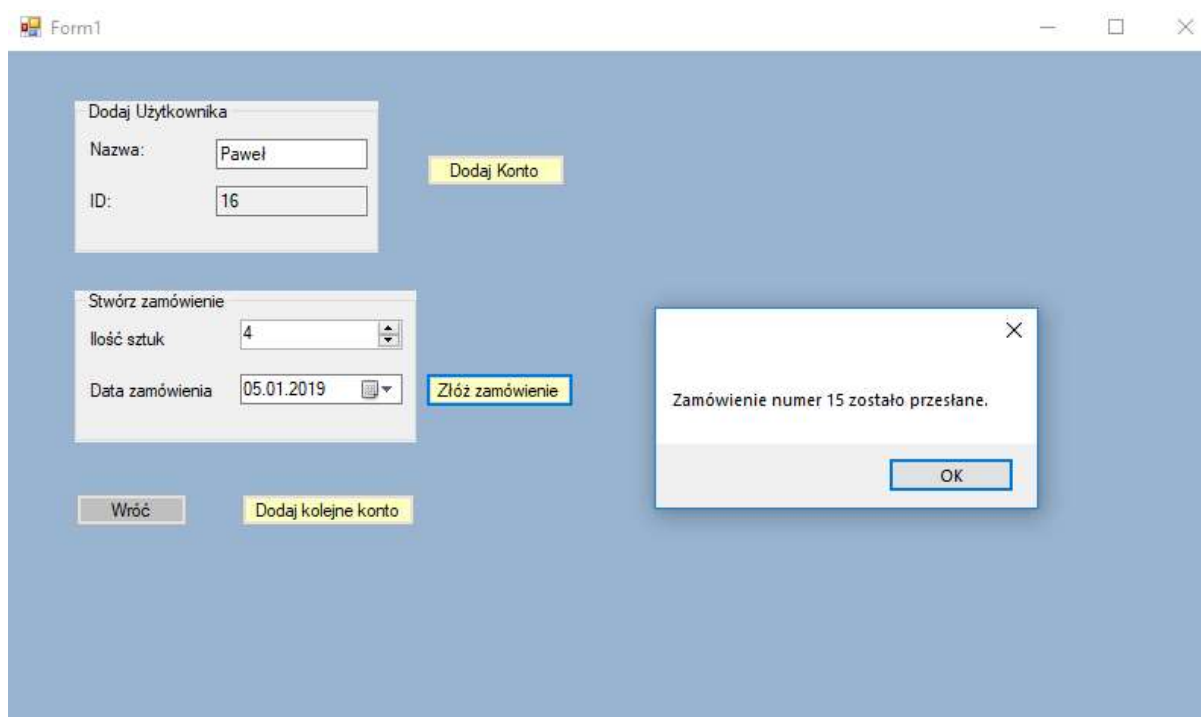 Form1
Dodaj Użytkownika
Nazwa:
Paweł
Dodaj Konto
ID:
16
Stwórz zamówienie
Ilość sztuk
4
Data zamówienia
05.01.2019
Złóż zamówienie
Zamówienie numer 15 zostało przesłane.
OK
Wróć
Dodaj kolejne konto